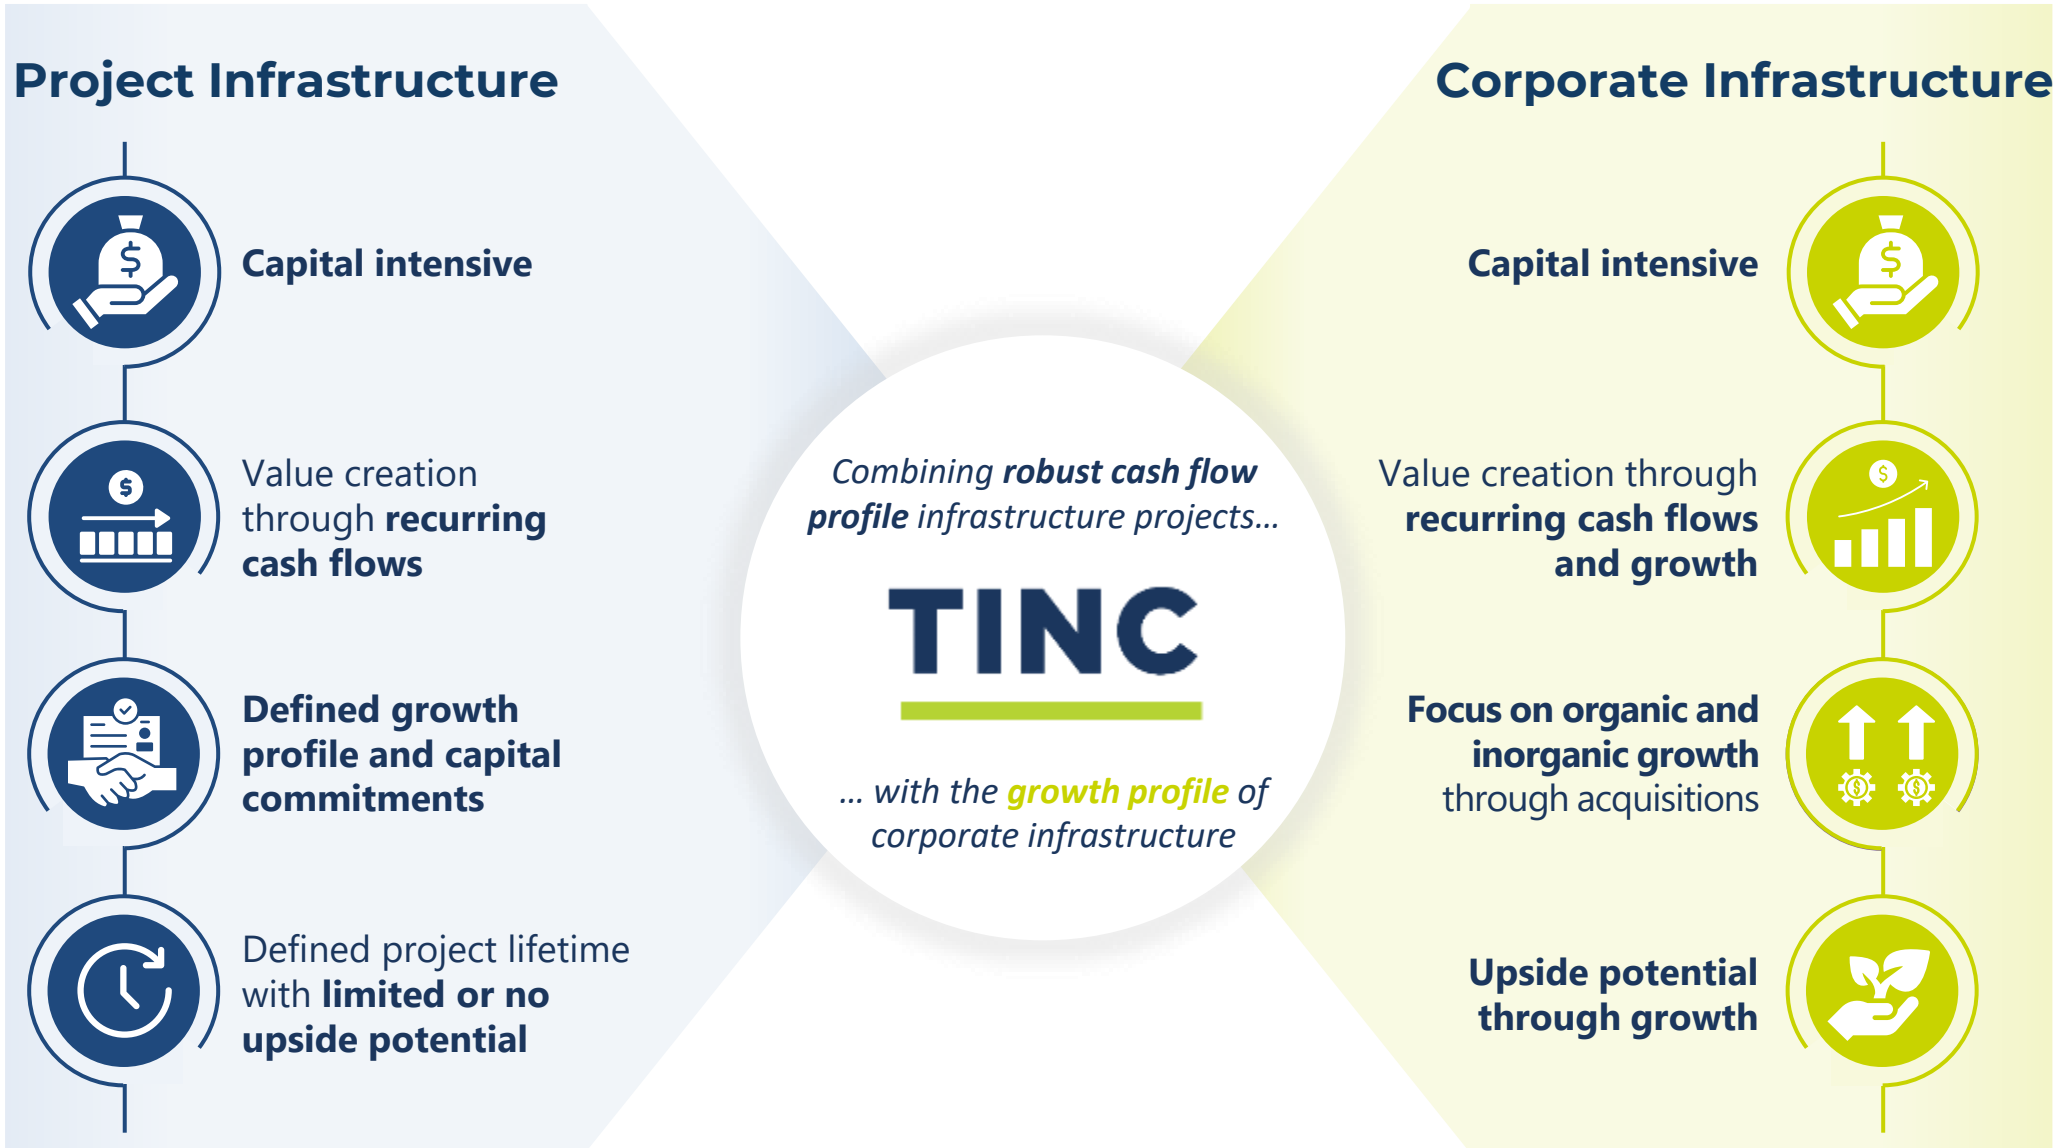 Project Infrastructure
Capital intensive
Value creation
through recurring
cash flows
Defined growth
profile and capital
commitments
Defined project lifetime
with limited or no
upside potential
Combining robust cash flow
profile infrastructure projects...
TINC
... with the growth profile of
corporate infrastructure
Corporate Infrastructure
Capital intensive
Value creation through
recurring cash flows
and growth
Focus on organic and
inorganic growth
through acquisitions
Upside potential
through growth